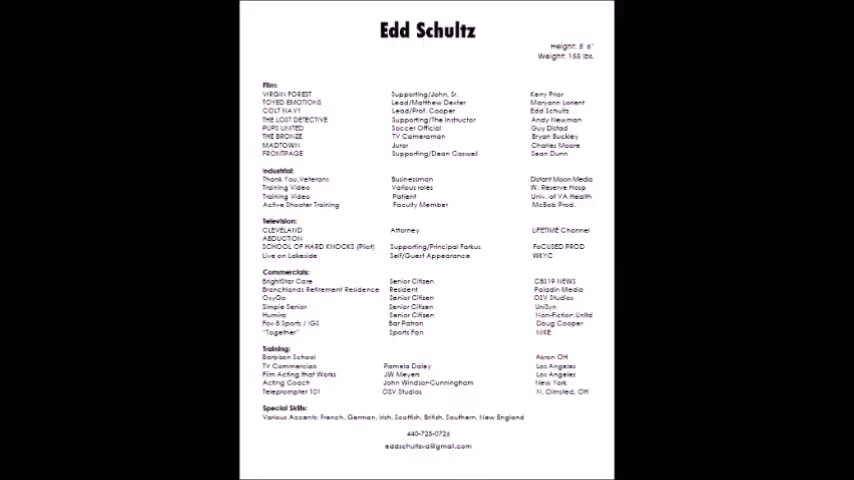 Edd Schultz
Height: 5' 6"
Weight: 155 lbs.
Film:
VIRGIN FOREST Supporting/John, Sr. Kerry Prior
TOYED EMOTIONS Lead/Matthew Dexter Maryann Lorient
COLT NAVY Lead/Prof. Cooper Edd Schultz
THE LOST DETECTIVE Supporting/The Instructor Andy Newman
PUPS UNITED Soccer Official Guy Distad
THE BRONZE TV Cameraman Bryan Buckley
MADTOWN Juror Charles Moore
FRONTPAGE Supporting/Dean Caswell Sean Dunn
Industrial:
Thank You,Veterans Businessman Distant Moon Media
Training Video Various roles W. Reserve Hosp
Training Video Patient Univ. of VA Health
Active Shooter Training Faculty Member McBob Prod.
Television:
CLEVELAND Attorney LIFETIME Channel
ABDUCTION
SCHOOL OF HARD KNOCKS (Pilot) Supporting/Principal Farkus FoCUSED PROD
Live on Lakeside Self/Guest Appearance WKYC
Commercials:
BrightStar Care Senior Citizen CBS19 NEWS
Branchlands Retirement Residence Resident Paladin Media
OxyGo Senior Citizen OSV Studios
Simple Senior Senior Citizen UniSyn
Humira Senior Citizen Non-Fiction Unltd
Fox 8 Sports / IGS Bar Patron Doug Cooper
"Together" Sports Fan NIKE
Training:
Barbizon School Akron OH
TV Commercials Pamela Daley Los Angeles
Film Acting that Works JW Meyers Los Angeles
Acting Coach John Windsor-Cunningham New York
Teleprompter 101 OSV Studios N. Olmsted, OH
Special Skills:
Various Accents: French, German, Irish, Scottish, British, Southern, New England
440-725-0726
eddschultzva@gmail.com